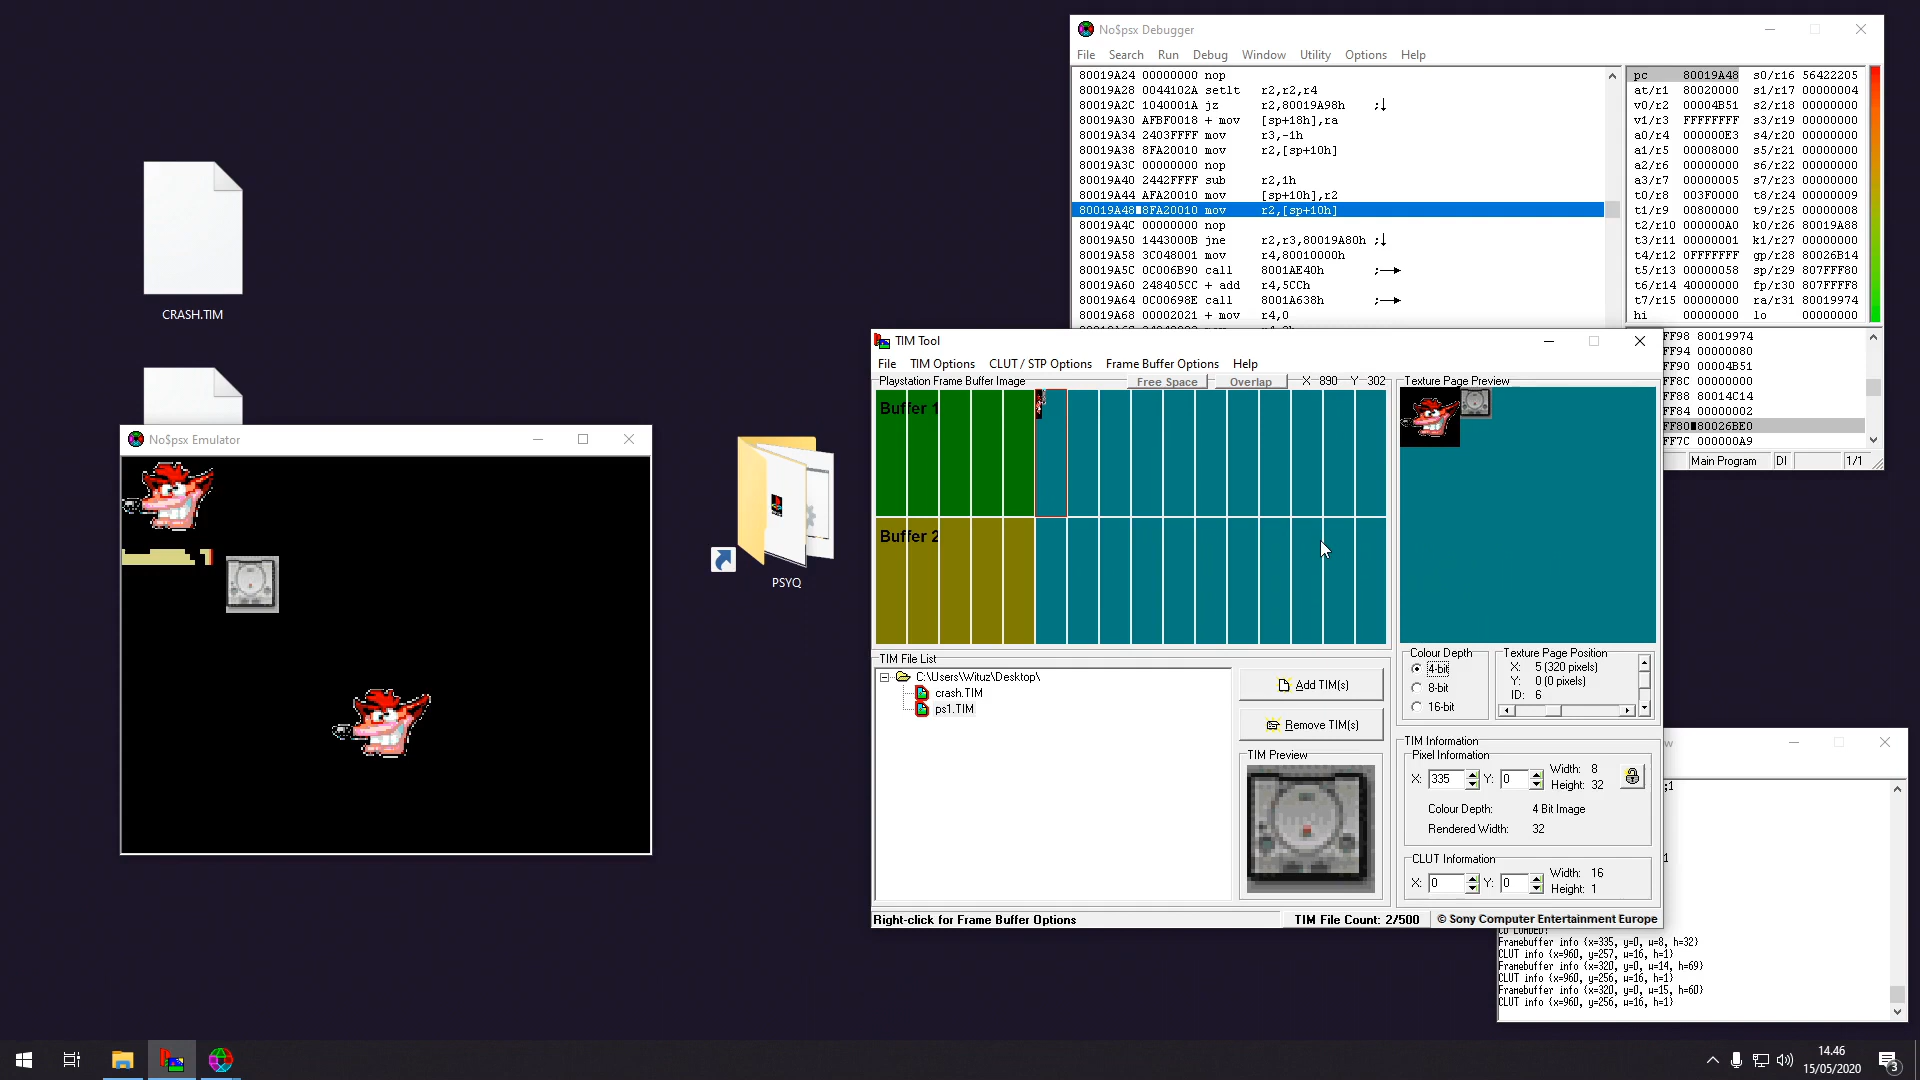 No$psx Debugger
File Search Run Debug Window Utility Options Help
80019A24 00000000 nop
80019A28 0044102A setlt r2,r2,r4
80019A2C 1040001A jz r2,80019A98h ;↓
80019A30 AFBF0018 + mov [sp+18h],ra
80019A34 2403FFFF mov r3,-1h
80019A38 8FA20010 mov r2,[sp+10h]
80019A3C 00000000 nop
80019A40 2442FFFF sub r2,1h
80019A44 AFA20010 mov [sp+10h],r2
80019A48 8FA20010 mov r2,[sp+10h]
80019A4C 00000000 nop
80019A50 1443000B jne r2,r3,80019A80h ;↓
80019A58 3C048001 mov r4,80010000h
80019A5C 0C006B90 call 8001AE40h ;→
80019A60 248405CC + add r4,5CCh
80019A64 0C00698E call 8001A638h ;→
80019A68 00002021 + mov r4,0
pc 80019A48 s0/r16 56422205
at/r1 80020000 s1/r17 00000004
v0/r2 00004B51 s2/r18 00000000
v1/r3 FFFFFFFF s3/r19 00000000
a0/r4 000000E3 s4/r20 00000000
a1/r5 00008000 s5/r21 00000000
a2/r6 00000000 s6/r22 00000000
a3/r7 00000005 s7/r23 00000000
t0/r8 003F0000 t8/r24 00000009
t1/r9 00800000 t9/r25 00000008
t2/r10 000000A0 k0/r26 80019A88
t3/r11 00000001 k1/r27 00000000
t4/r12 0FFFFFFF gp/r28 80026B14
t5/r13 00000058 sp/r29 807FFF80
t6/r14 40000000 fp/r30 807FFFF8
t7/r15 00000000 ra/r31 80019974
hi 00000000 lo 00000000
FF98 80019974
FF94 00000080
FF90 00004B51
FF8C 00000000
FF88 80014C14
FF84 00000002
FF80 80026BE0
FF7C 000000A9
Main Program DI 1/1
CRASH.TIM
No$psx Emulator
PSYQ
TIM Tool
File TIM Options CLUT / STP Options Frame Buffer Options Help
Playstation Frame Buffer Image Free Space Overlap X 890 Y 302
Buffer 1
Buffer 2
Texture Page Preview
TIM File List
C:\Users\Wituz\Desktop\
crash.TIM
ps1.TIM
Add TIM(s)
Remove TIM(s)
TIM Preview
Colour Depth
4-bit
8-bit
16-bit
Texture Page Position
X: 5 (320 pixels)
Y: 0 (0 pixels)
ID: 6
TIM Information
Pixel Information
X: 335 Y: 0 Width: 8
Height: 32
Colour Depth: 4 Bit Image
Rendered Width: 32
CLUT Information
X: 0 Y: 0 Width: 16
Height: 1
Right-click for Frame Buffer Options TIM File Count: 2/500 © Sony Computer Entertainment Europe
w
;1
1
CD LOADED!
Framebuffer info {x=335, y=0, w=8, h=32}
CLUT info {x=960, y=257, w=16, h=1}
Framebuffer info {x=320, y=0, w=14, h=69}
CLUT info {x=960, y=256, w=16, h=1}
Framebuffer info {x=320, y=0, w=15, h=60}
CLUT info {x=960, y=256, w=16, h=1}
14.46
15/05/2020
3